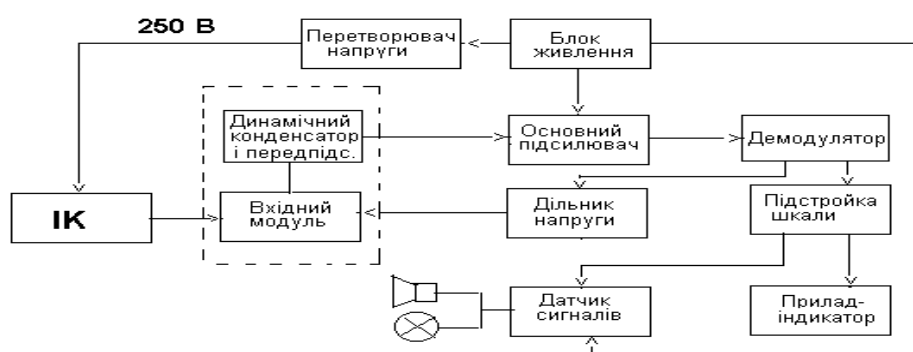 250 В
Перетворювач
напруги
Блок
живлення
Динамічний
конденсатор
і передпідс.
Основний
підсилювач
Демодулятор
ІК
Вхідний
модуль
Дільник
напруги
Підстройка
шкали
Датчик
сигналів
Прилад-
індикатор